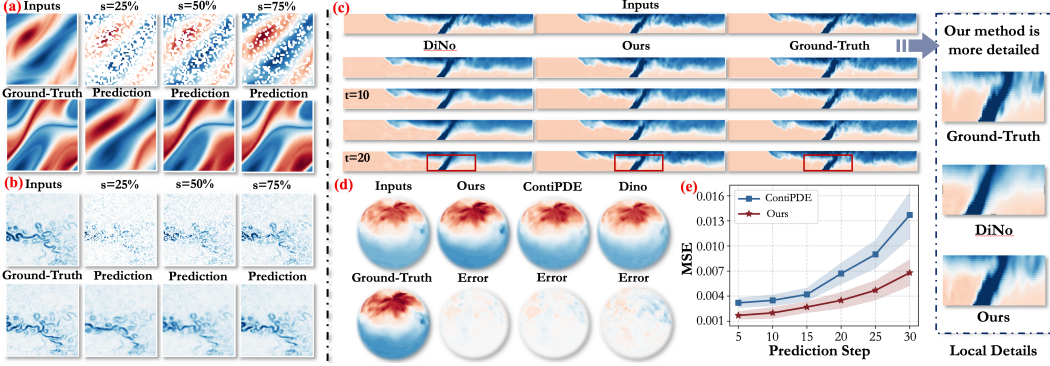 (a)
Inputs s=25% s=50% s=75%
Ground-Truth Prediction Prediction Prediction
(b)
Inputs s=25% s=50% s=75%
Ground-Truth Prediction Prediction Prediction
(c)
Inputs
DiNo Ours Ground-Truth
t=10
t=20
(d)
Inputs Ours ContiPDE Dino
Ground-Truth Error Error Error
(e)
ContiPDE
Ours
MSE
0.016
0.013
0.010
0.007
0.004
0.001
5 10 15 20 25 30
Prediction Step
Our method is
more detailed
Ground-Truth
DiNo
Ours
Local Details